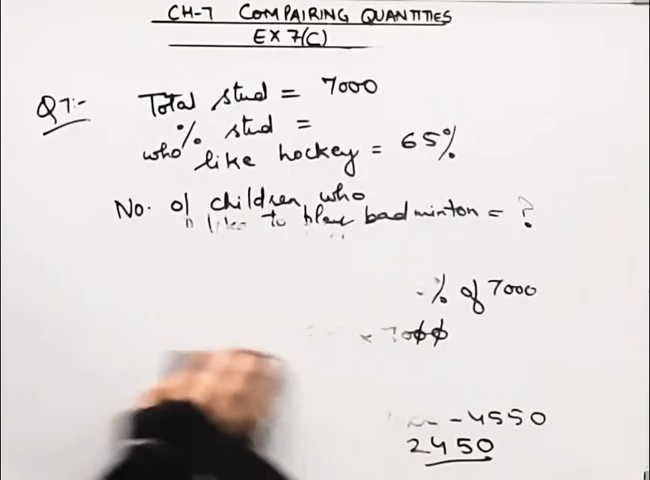 CH-7 COMPAIRING QUANTITIES
EX 7(C)
Q7:- Total stud = 7000
% stud =
who like hockey = 65%
No. of children who
like to play badminton = ?
% of 7000
x 7000
- 4550
2450